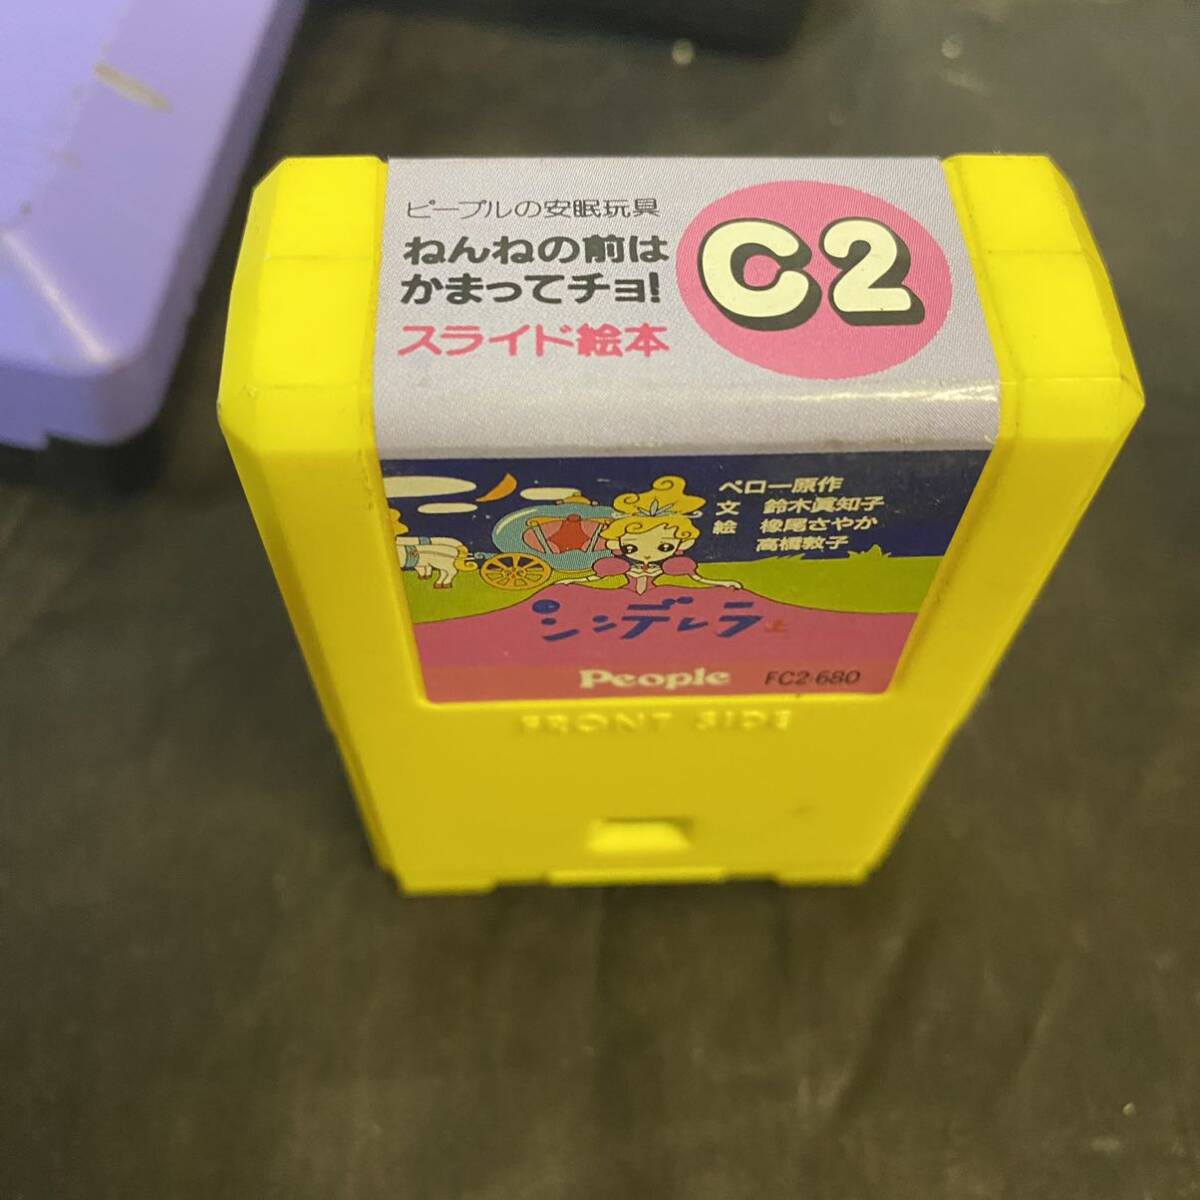 ピープルの安眠玩具
ねんねの前は
かまってチョ!
スライド絵本
C2
ペロー原作
文 鈴木眞知子
絵 橡尾さやか
高橋敦子
シンデレラ 上
People FC2-680
FRONT SIDE